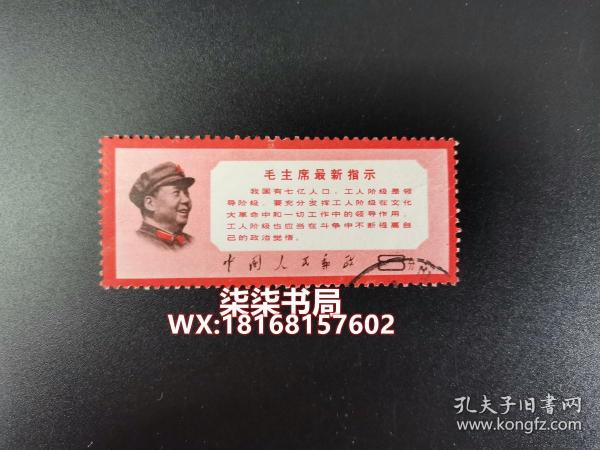 毛主席最新指示
我国有七亿人口，工人阶级是领
导阶级。要充分发挥工人阶级在文化
大革命中和一切工作中的领导作用。
工人阶级也应当在斗争中不断提高自
己的政治觉悟。
中国人民邮政
8分
柒柒书局
WX:18168157602
孔夫子旧书网
www.kongfz.com